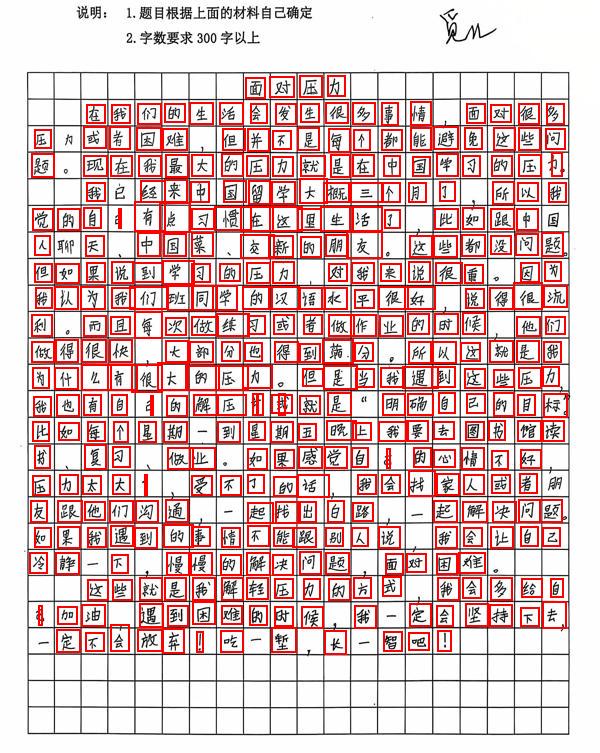 说明： 1. 题目根据上面的材料自己确定
2. 字数要求 300 字以上
面对压力
在我们的生活会发生很多事情，面对很多
压力或者困难，但并不是每个都能避免这些问
题。现在我最大的压力就是在中国学习的压力。
我已经来中国留学大概三个月了，所以我
觉的自己有点习惯在这里生活了，比如跟中国
人聊天、中国菜、交新的朋友。这些都没问题。
但如果说到学习的压力，对我来说很重。因为
我认为我们班同学的汉语水平很好，说得很流
利。而且每次做练习或者做作业的时候，他们
做得很快，大部分也得到满分。所以这就是我
为什么有很大的压力。但是当我遇到这些压力，
我也有自己的解压、我就是“明确自己的目标”。
比如每个星期一到星期五晚上我要去图书馆读
书、复习、做业。如果感觉自己的心情不好，
压力太大了，受不了的话，我会找家人或者朋
友跟他们沟通，一起找出白路，一起解决问题。
如果我遇到的事情不能跟别人说，我会让自己
冷静一下，慢慢的解决问题，面对困难。
这些就是我解轻压力的方式，我会多给自
己加油，遇到困难的时候，我一定会坚持下去，
一定不会放弃！吃一堑，长一智吧！